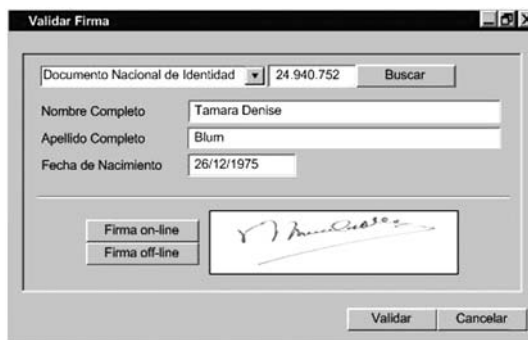 Validar Firma
Documento Nacional de Identidad 24.940.752 Buscar
Nombre Completo Tamara Denise
Apellido Completo Blum
Fecha de Nacimiento 26/12/1975
Firma on-line
Firma off-line
Validar Cancelar